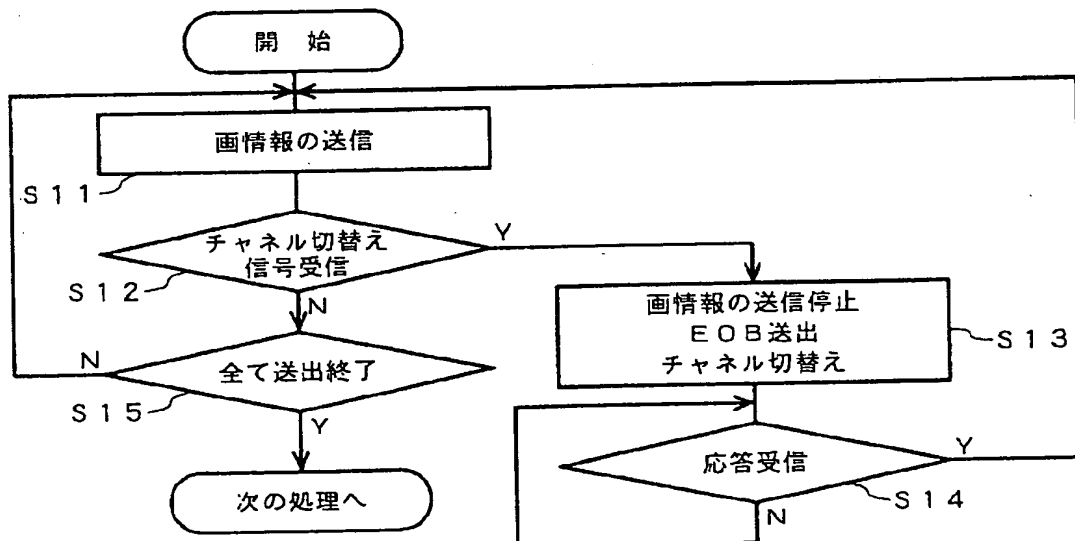 開 始
画情報の送信
S11
チャネル切替え
信号受信
Y
S12
N
画情報の送信停止
EOB送出
チャネル切替え
S13
N
全て送出終了
S15
Y
応答受信
Y
S14
N
次の処理へ